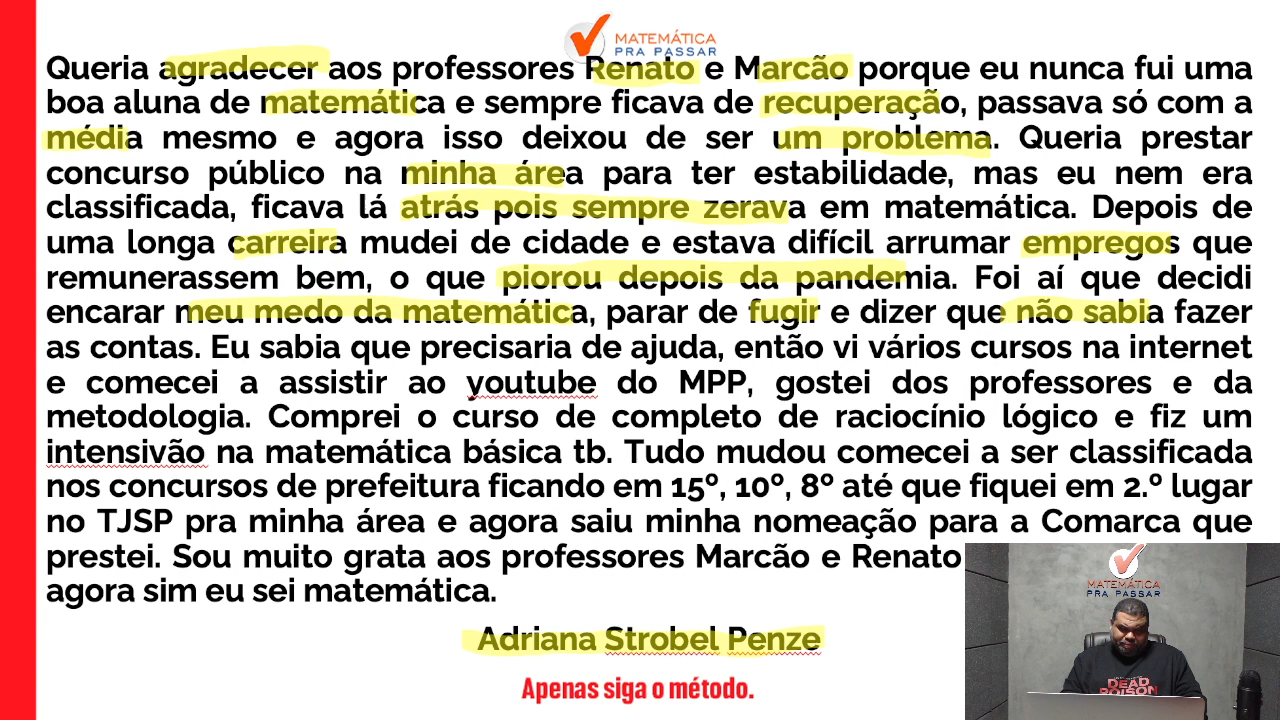 MATEMÁTICA
PRA PASSAR
Queria agradecer aos professores Renato e Marcão porque eu nunca fui uma
boa aluna de matemática e sempre ficava de recuperação, passava só com a
média mesmo e agora isso deixou de ser um problema. Queria prestar
concurso público na minha área para ter estabilidade, mas eu nem era
classificada, ficava lá atrás pois sempre zerava em matemática. Depois de
uma longa carreira mudei de cidade e estava difícil arrumar empregos que
remunerassem bem, o que piorou depois da pandemia. Foi aí que decidi
encarar meu medo da matemática, parar de fugir e dizer que não sabia fazer
as contas. Eu sabia que precisaria de ajuda, então vi vários cursos na internet
e comecei a assistir ao youtube do MPP, gostei dos professores e da
metodologia. Comprei o curso de completo de raciocínio lógico e fiz um
intensivão na matemática básica tb. Tudo mudou comecei a ser classificada
nos concursos de prefeitura ficando em 15º, 10º, 8º até que fiquei em 2.º lugar
no TJSP pra minha área e agora saiu minha nomeação para a Comarca que
prestei. Sou muito grata aos professores Marcão e Renato
agora sim eu sei matemática.
Adriana Strobel Penze
Apenas siga o método.
MATEMÁTICA
PRA PASSAR
DEAD
POISON